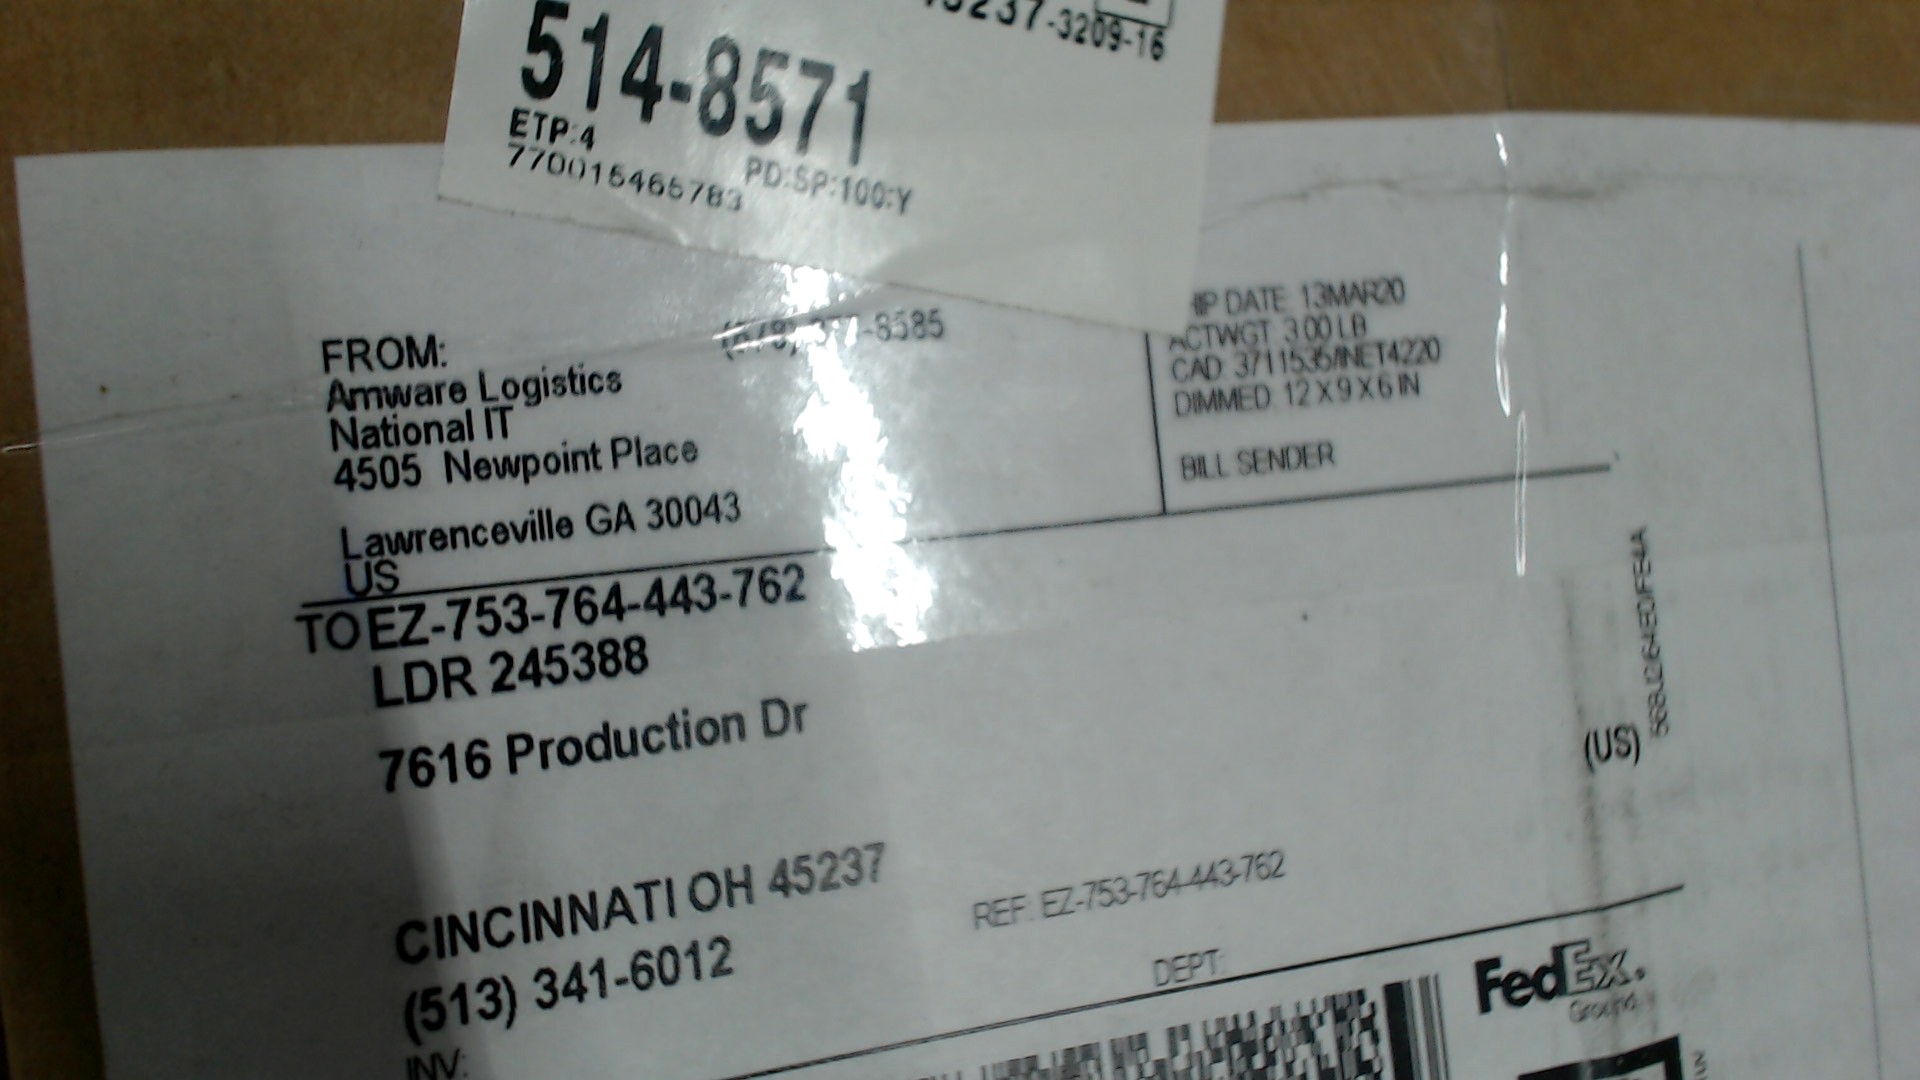 -3209-16
514-8571
ETP:4
PD:SP:100:Y
770015465783
FROM:
-8585
Amware Logistics
National IT
4505 Newpoint Place
Lawrenceville GA 30043
US
DATE: 13MAR20
ACTWGT: 3.00 LB
CAD: 3711535/INET4220
DIMMED: 12 X 9 X 6 IN
BILL SENDER
TO EZ-753-764-443-762
LDR 245388
7616 Production Dr
(US)
CINCINNATI OH 45237
(513) 341-6012
REF: EZ-753-764-443-762
INV:
DEPT:
FedEx
Ground